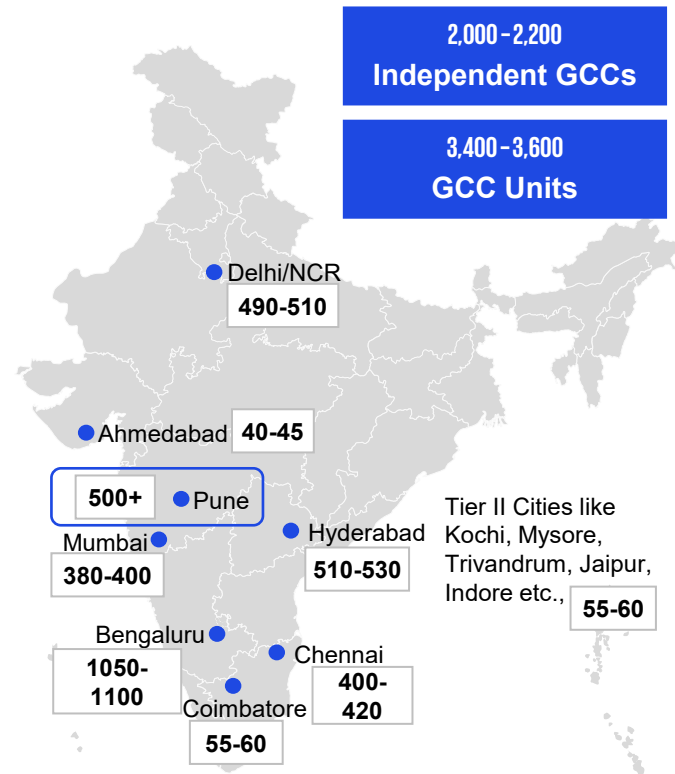 2,000–2,200
Independent GCCs
3,400–3,600
GCC Units
Delhi/NCR
490-510
Ahmedabad
40-45
500+
Pune
Mumbai
380-400
Hyderabad
510-530
Tier II Cities like
Kochi, Mysore,
Trivandrum, Jaipur,
Indore etc.,
55-60
Bengaluru
1050-
1100
Chennai
400-
420
Coimbatore
55-60